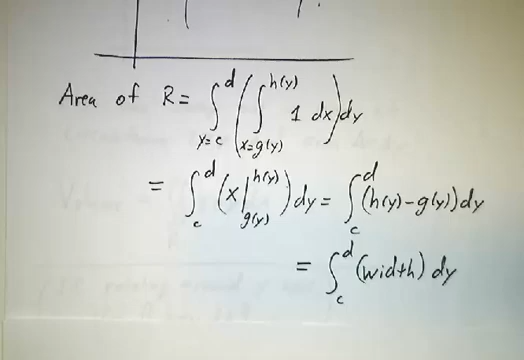 Area of R = ∫_{y=c}^{d} (∫_{x=g(y)}^{h(y)} 1 dx) dy
= ∫_c^d (x|_{g(y)}^{h(y)}) dy = ∫_c^d (h(y) - g(y)) dy
= ∫_c^d (width) dy